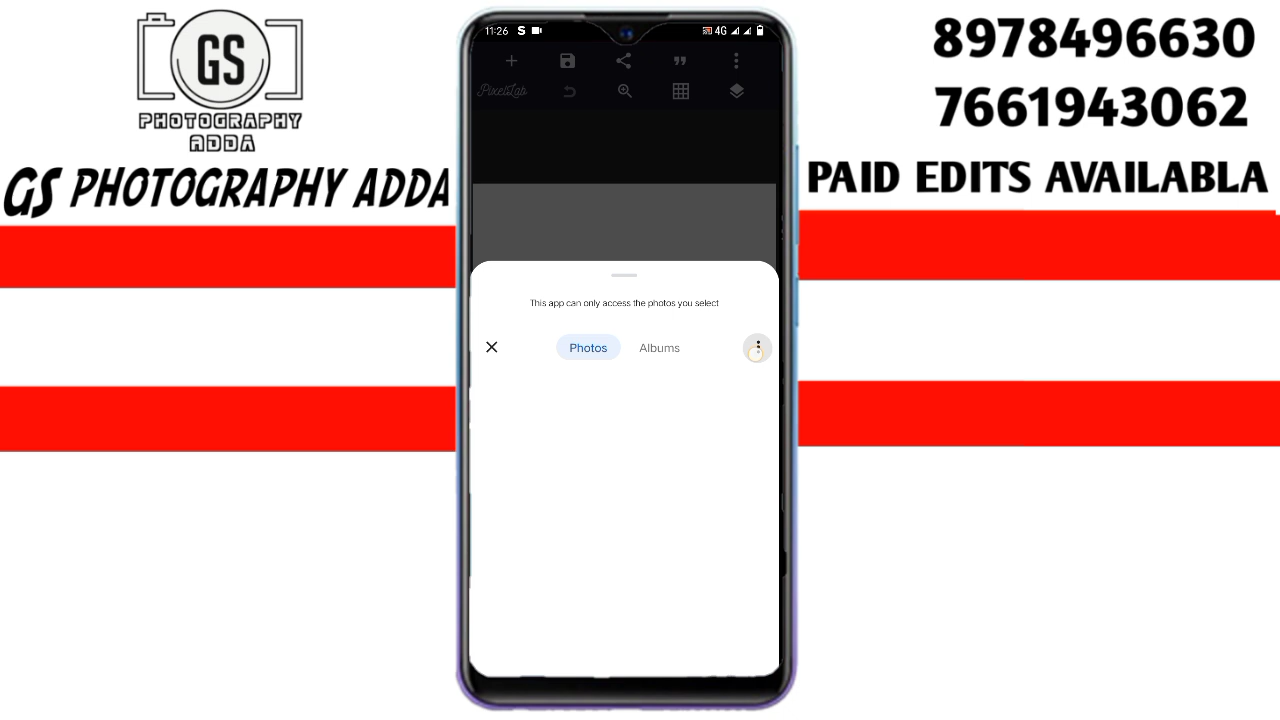 GS
PHOTOGRAPHY
ADDA
GS PHOTOGRAPHY ADDA
11:26 S 4G
PixelLab
This app can only access the photos you select
Photos Albums
8978496630
7661943062
PAID EDITS AVAILABLA